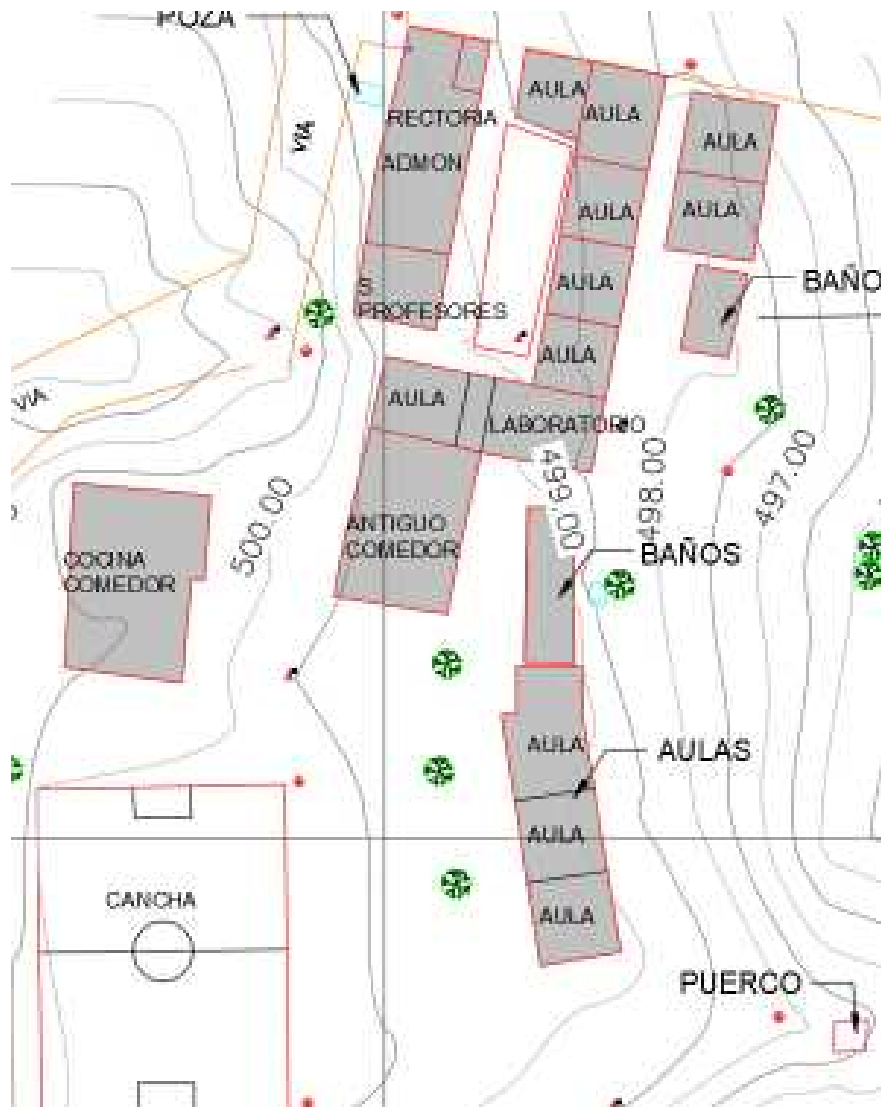 POZA
AULA
AULA
RECTORIA
VIA
AULA
ADMON
AULA
AULA
AULA
BAÑO
S
PROFESORES
AULA
VIA
AULA
LABORATORIO
499.00
498.00
497.00
500.00
ANTIGUO
COMEDOR
COCINA
COMEDOR
BAÑOS
AULA
AULAS
AULA
CANCHA
AULA
PUERCO